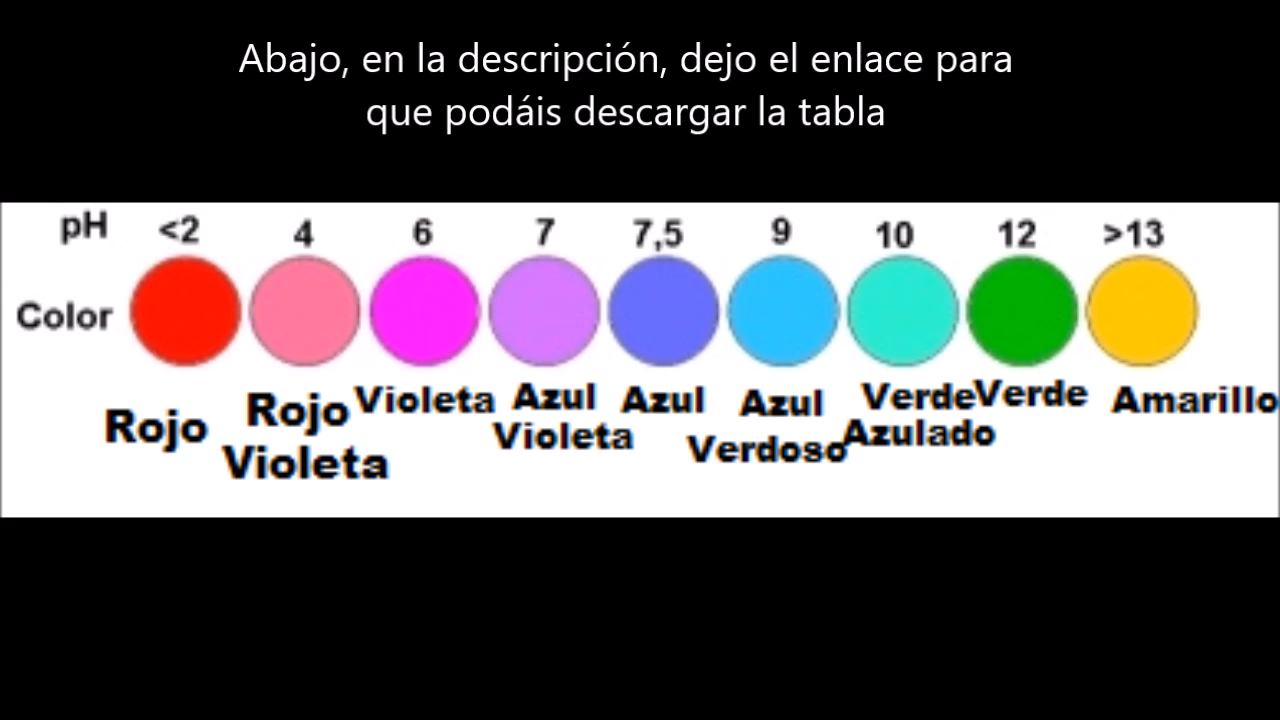 Abajo, en la descripción, dejo el enlace para
que podáis descargar la tabla
pH <2 4 6 7 7,5 9 10 12 >13
Color
Rojo Rojo Violeta Azul Azul Azul Verde Verde Amarillo
Violeta Violeta Verdoso Azulado